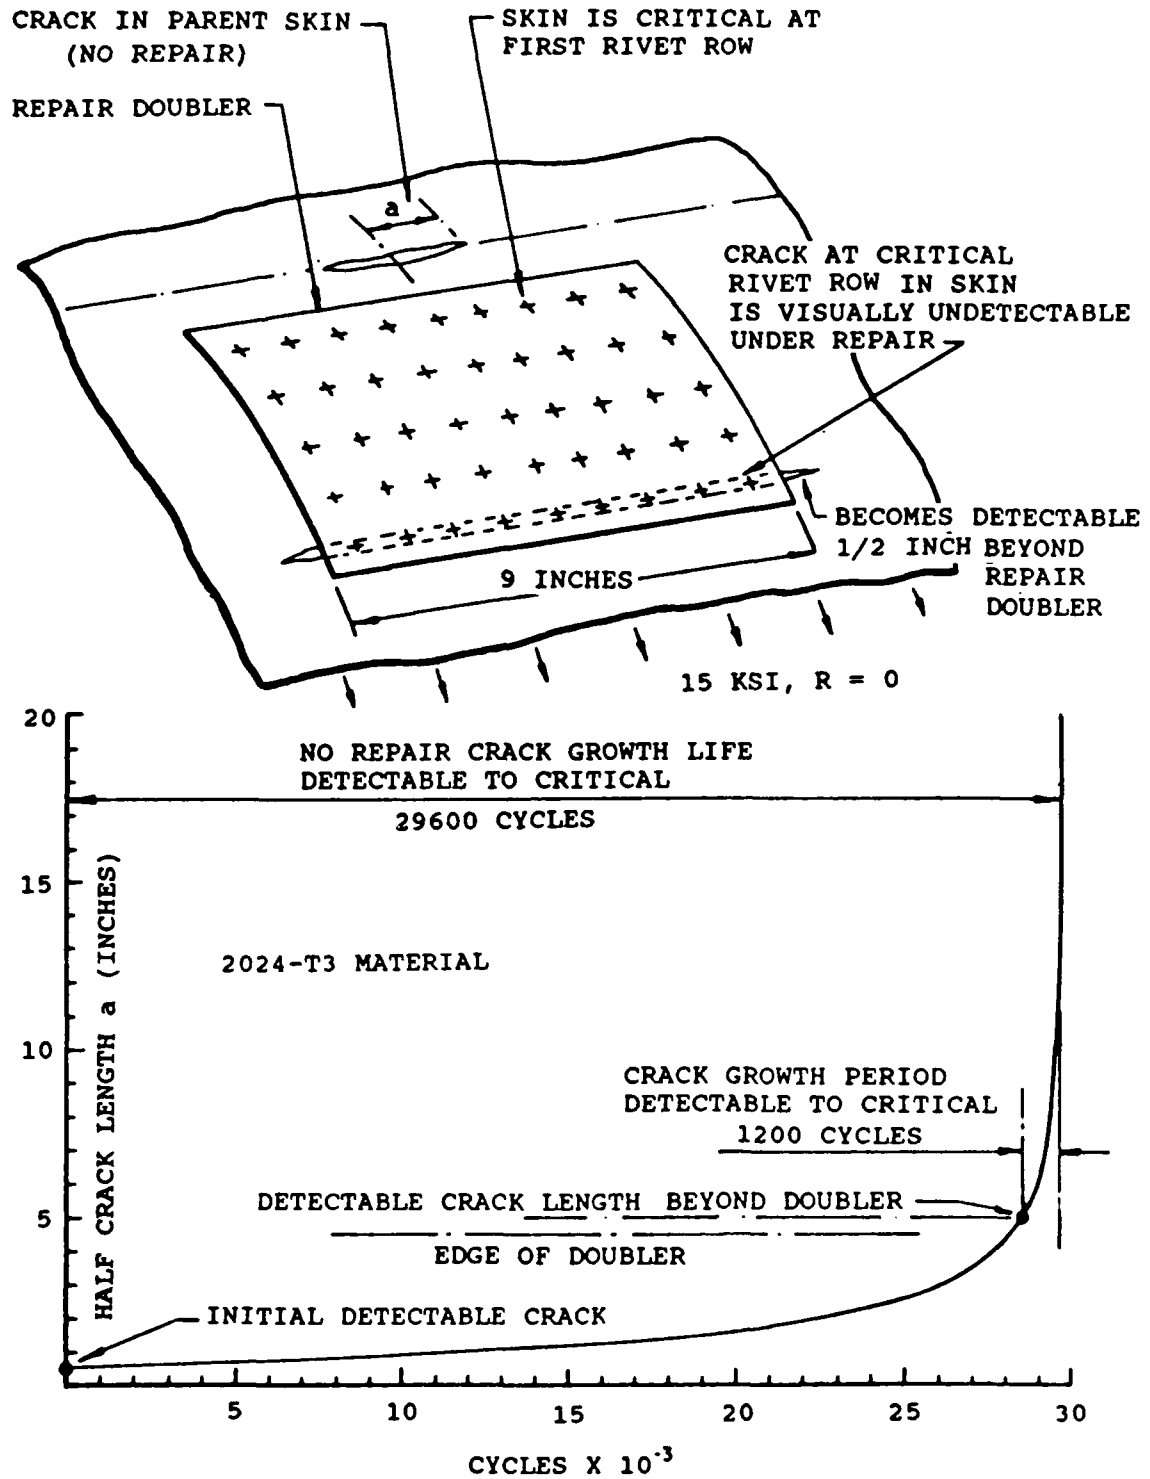 CRACK IN PARENT SKIN
(NO REPAIR)
SKIN IS CRITICAL AT
FIRST RIVET ROW
REPAIR DOUBLER
a
CRACK AT CRITICAL
RIVET ROW IN SKIN
IS VISUALLY UNDETECTABLE
UNDER REPAIR
BECOMES DETECTABLE
1/2 INCH BEYOND
REPAIR
DOUBLER
9 INCHES
15 KSI, R = 0
20
NO REPAIR CRACK GROWTH LIFE
DETECTABLE TO CRITICAL
29600 CYCLES
15
HALF CRACK LENGTH a (INCHES)
2024-T3 MATERIAL
10
CRACK GROWTH PERIOD
DETECTABLE TO CRITICAL
1200 CYCLES
DETECTABLE CRACK LENGTH BEYOND DOUBLER
5
EDGE OF DOUBLER
INITIAL DETECTABLE CRACK
5 10 15 20 25 30
CYCLES X 10⁻³